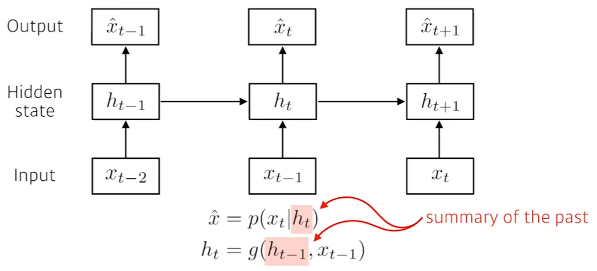 Output $\hat{x}_{t-1}$ $\hat{x}_t$ $\hat{x}_{t+1}$
Hidden state $h_{t-1}$ $h_t$ $h_{t+1}$
Input $x_{t-2}$ $x_{t-1}$ $x_t$
$\hat{x} = p(x_t|h_t)$
summary of the past
$h_t = g(h_{t-1}, x_{t-1})$